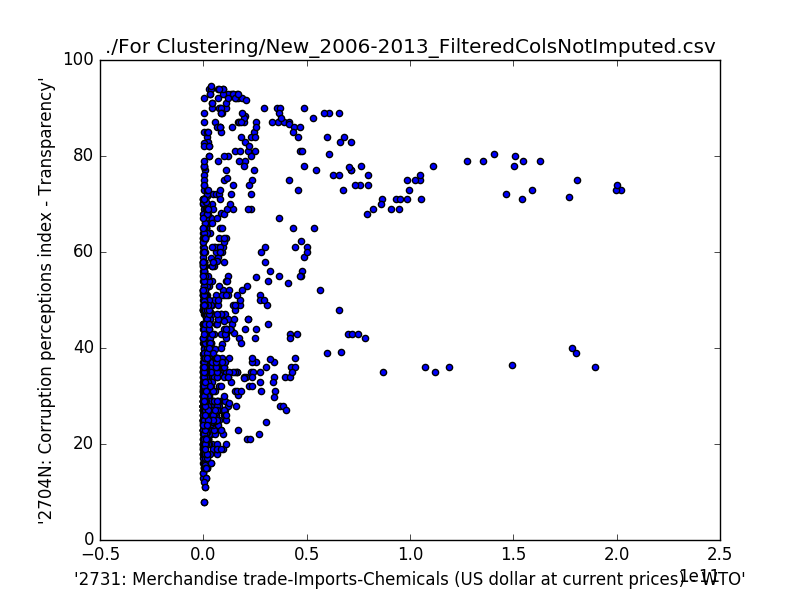 ./For Clustering/New_2006-2013_FilteredColsNotImputed.csv
100
80
60
40
20
0
'2704N: Corruption perceptions index - Transparency'
−0.5 0.0 0.5 1.0 1.5 2.0 2.5
1e11
'2731: Merchandise trade-Imports-Chemicals (US dollar at current prices) - WTO'